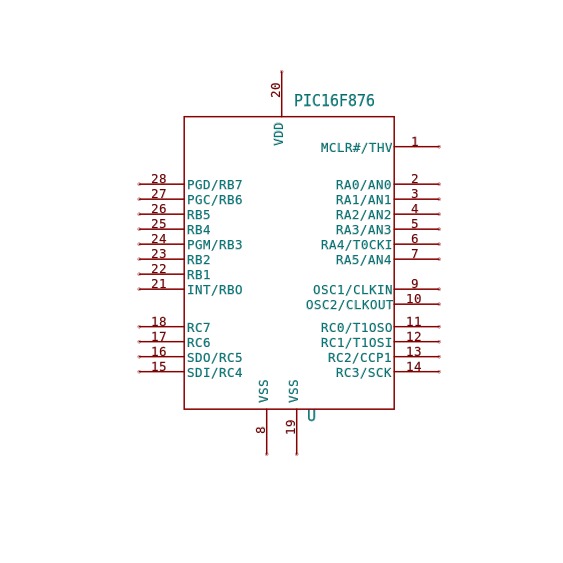 20
PIC16F876
VDD
MCLR#/THV 1
28 PGD/RB7 RA0/AN0 2
27 PGC/RB6 RA1/AN1 3
26 RB5 RA2/AN2 4
25 RB4 RA3/AN3 5
24 PGM/RB3 RA4/T0CKI 6
23 RB2 RA5/AN4 7
22 RB1
21 INT/RBO OSC1/CLKIN 9
OSC2/CLKOUT 10
18 RC7 RC0/T1OSO 11
17 RC6 RC1/T1OSI 12
16 SDO/RC5 RC2/CCP1 13
15 SDI/RC4 RC3/SCK 14
VSS VSS
U
8 19